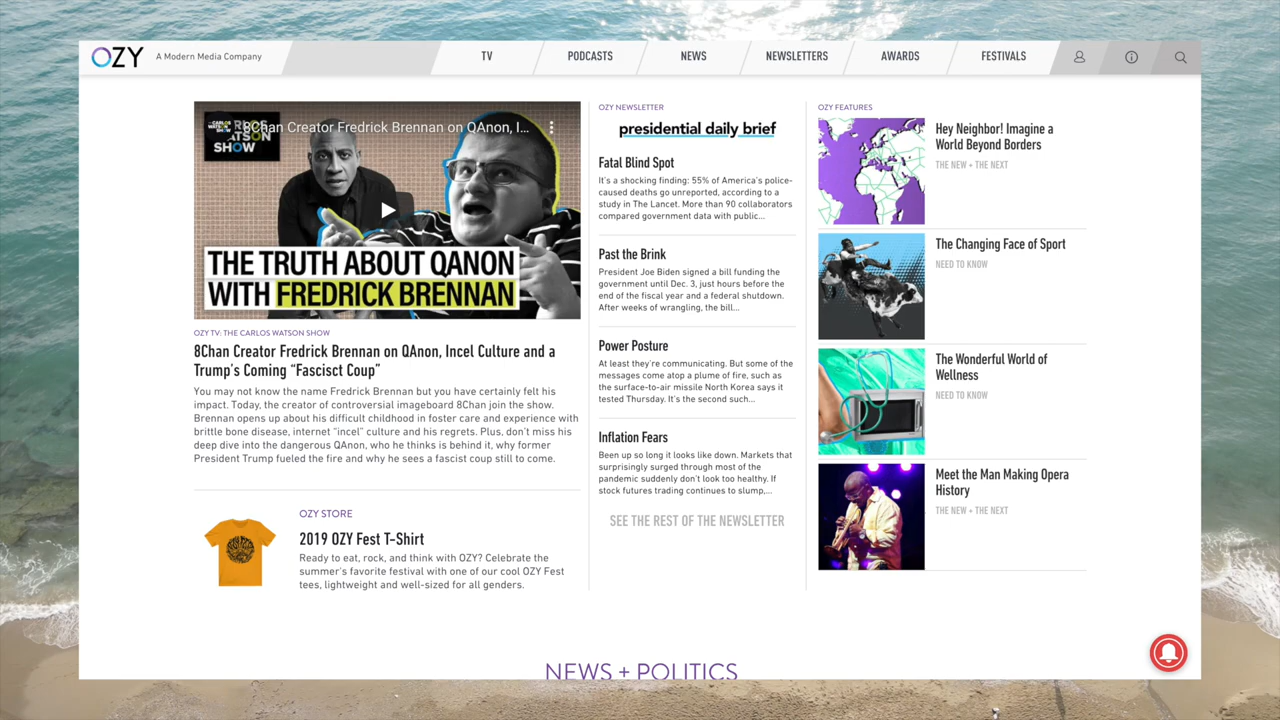 OZY
A Modern Media Company
TV
PODCASTS
NEWS
NEWSLETTERS
AWARDS
FESTIVALS
8Chan Creator Fredrick Brennan on QAnon, I...
CARLOS
WATSON
SHOW
THE TRUTH ABOUT QANON
WITH FREDRICK BRENNAN
OZY TV: THE CARLOS WATSON SHOW
8Chan Creator Fredrick Brennan on QAnon, Incel Culture and a
Trump's Coming “Fascisct Coup”
You may not know the name Fredrick Brennan but you have certainly felt his
impact. Today, the creator of controversial imageboard 8Chan join the show.
Brennan opens up about his difficult childhood in foster care and experience with
brittle bone disease, internet “incel” culture and his regrets. Plus, don’t miss his
deep dive into the dangerous QAnon, who he thinks is behind it, why former
President Trump fueled the fire and why he sees a fascist coup still to come.
OZY STORE
2019 OZY Fest T-Shirt
Ready to eat, rock, and think with OZY? Celebrate the
summer’s favorite festival with one of our cool OZY Fest
tees, lightweight and well-sized for all genders.
OZY NEWSLETTER
presidential daily brief
Fatal Blind Spot
It’s a shocking finding: 55% of America’s police-
caused deaths go unreported, according to a
study in The Lancet. More than 90 collaborators
compared government data with public...
Past the Brink
President Joe Biden signed a bill funding the
government until Dec. 3, just hours before the
end of the fiscal year and a federal shutdown.
After weeks of wrangling, the bill...
Power Posture
At least they’re communicating. But some of the
messages come atop a plume of fire, such as
the surface-to-air missile North Korea says it
tested Thursday. It’s the second such...
Inflation Fears
Been up so long it looks like down. Markets that
surprisingly surged through most of the
pandemic suddenly don’t look too healthy. If
stock futures trading continues to slump,...
SEE THE REST OF THE NEWSLETTER
OZY FEATURES
Hey Neighbor! Imagine a
World Beyond Borders
THE NEW + THE NEXT
The Changing Face of Sport
NEED TO KNOW
The Wonderful World of
Wellness
NEED TO KNOW
Meet the Man Making Opera
History
THE NEW + THE NEXT
NEWS + POLITICS